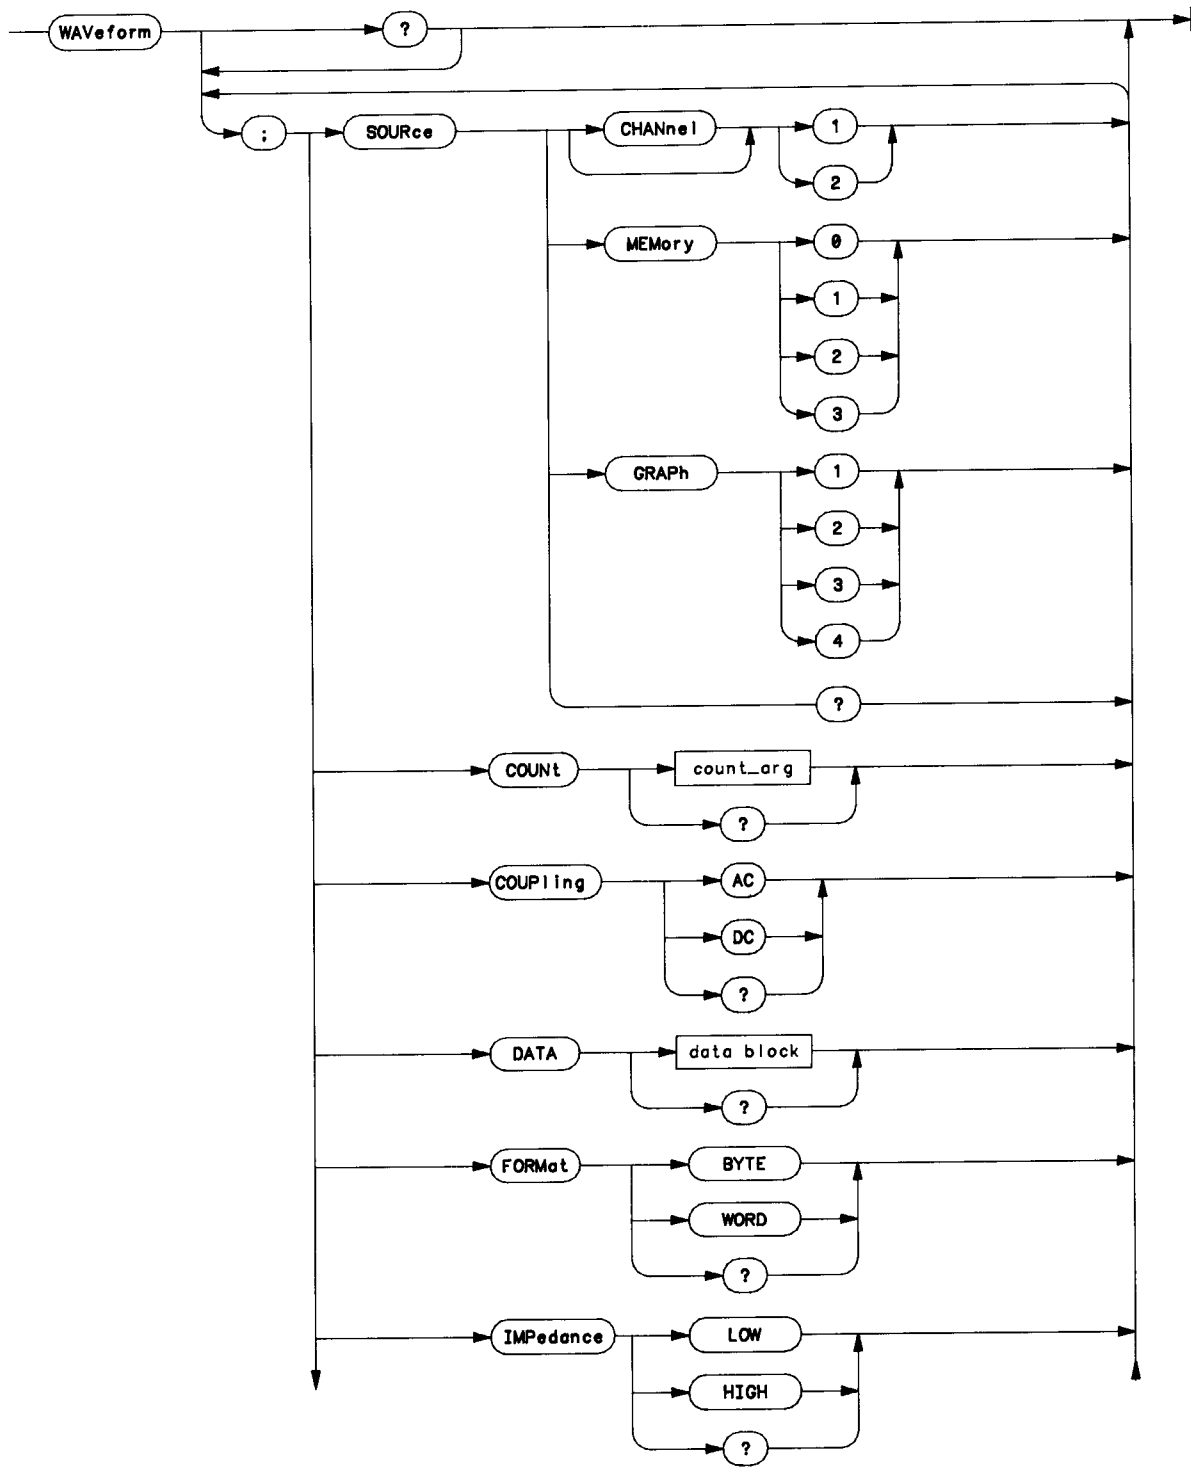 WAVeform ?
; SOURce CHANnel 1
2
MEMory 0
1
2
3
GRAPh 1
2
3
4
?
COUNt count_arg
?
COUPling AC
DC
?
DATA data block
?
FORMat BYTE
WORD
?
IMPedance LOW
HIGH
?